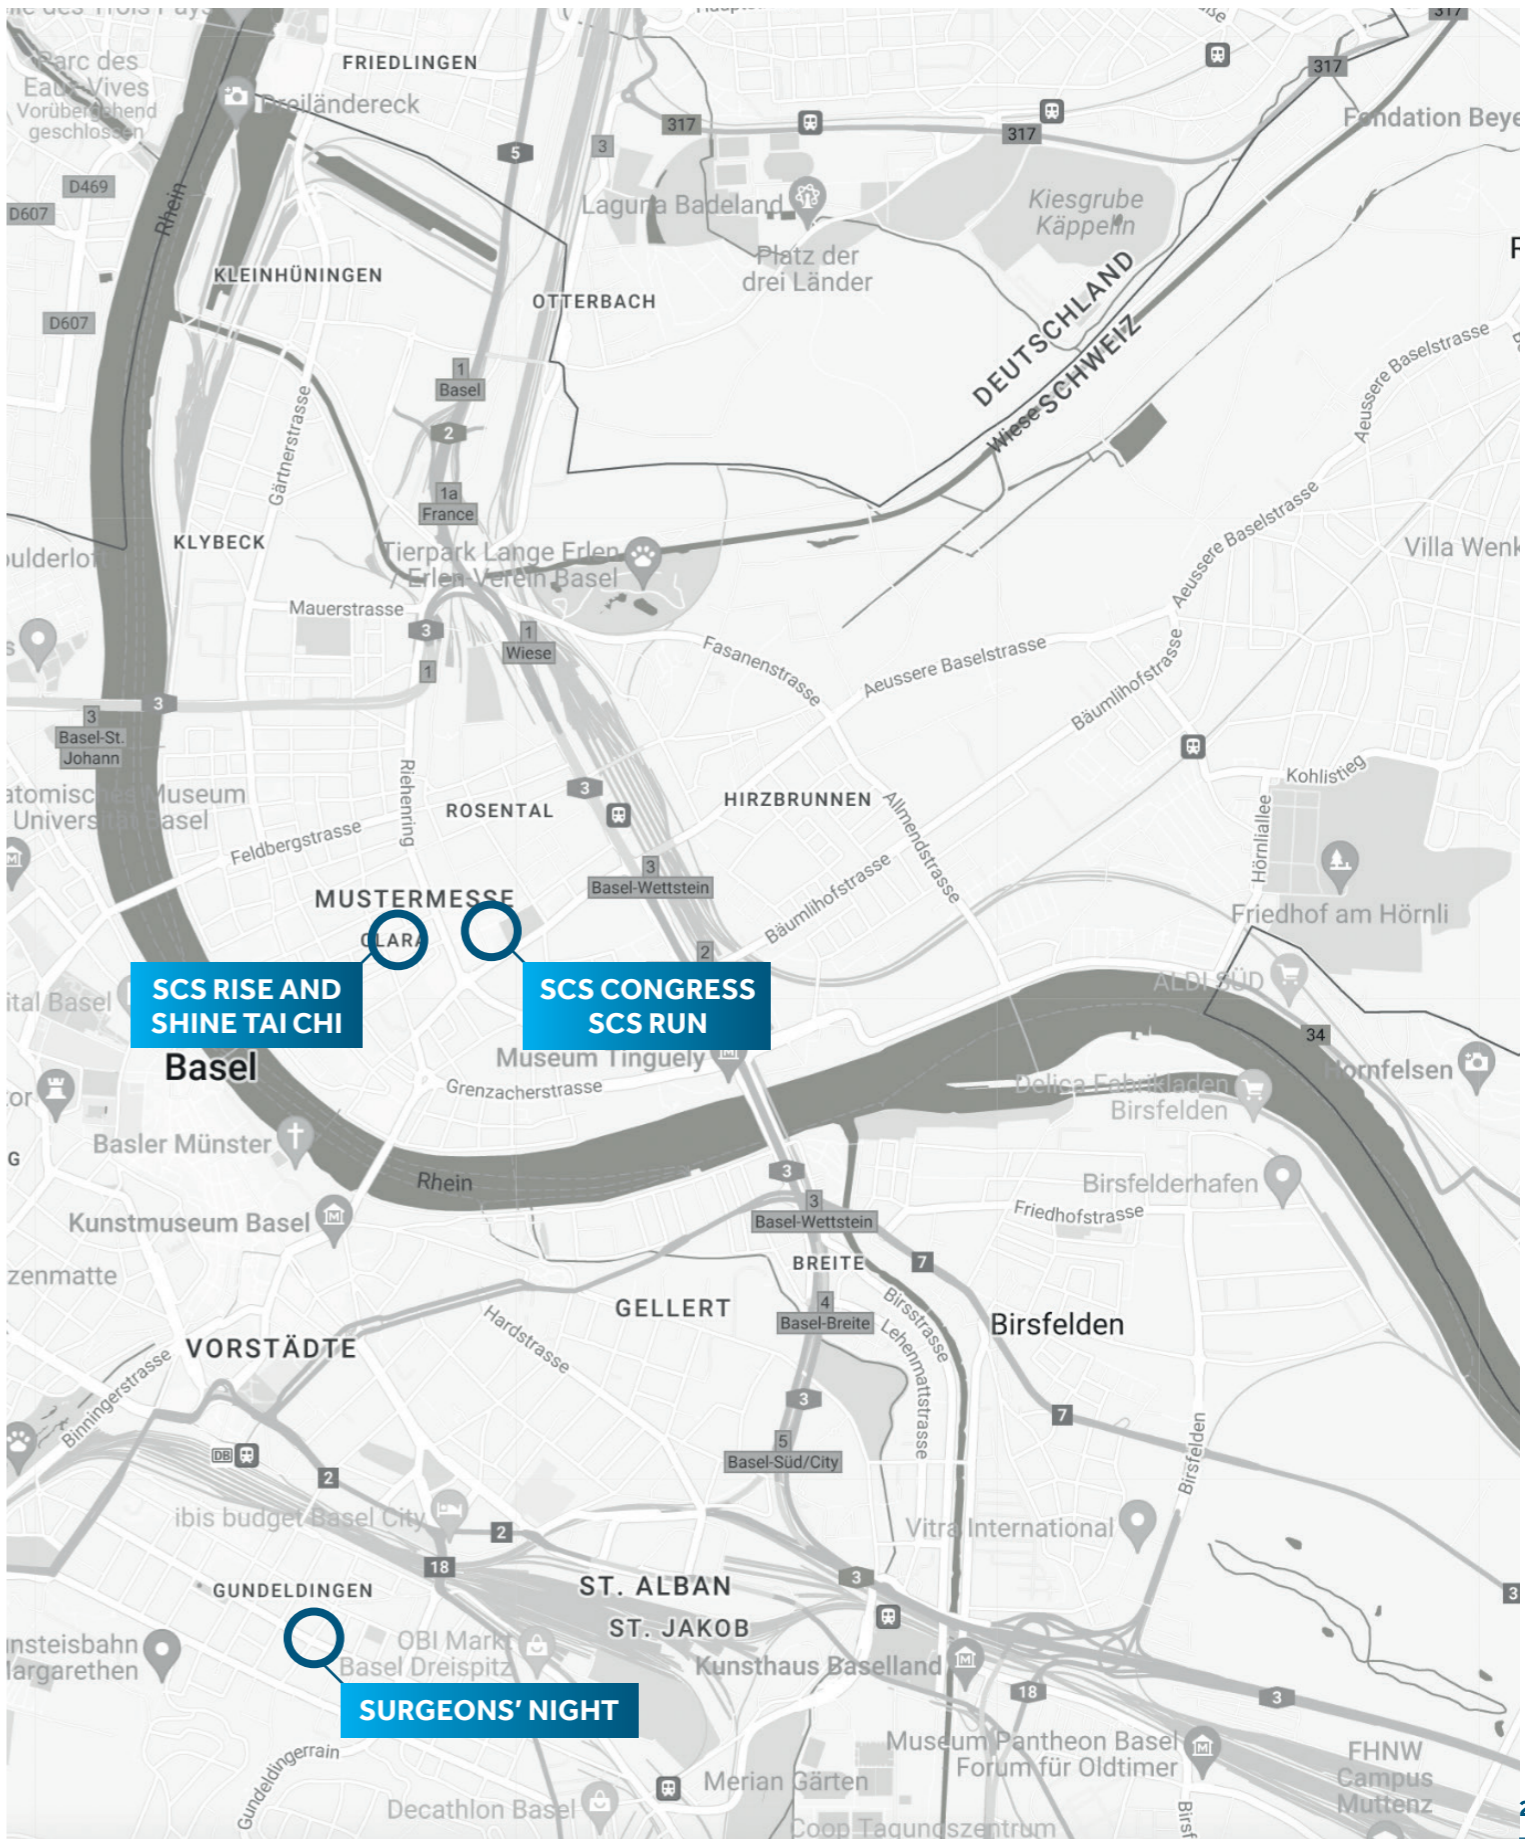 FRIEDLINGEN
317
317
Parc des
Eaux-Vives
Vorübergehend
geschlossen
Dreiländereck
317
317
Fondation Beye
5
3
D469
D607
Rhein
Laguna Badeland
Kiesgrube
Käppelin
Platz der
drei Länder
KLEINHÜNINGEN
OTTERBACH
DEUTSCHLAND
SCHWEIZ
Wiese
D607
1
Basel
2
Gärtnerstrasse
Aeussere Baselstrasse
1a
France
KLYBECK
Tierpark Lange Erlen
/ Erlen-Verein Basel
Aeussere Baselstrasse
Villa Wenk
Mauerstrasse
3
1
Wiese
1
Fasanenstrasse
Aeussere Baselstrasse
Bäumlihofstrasse
3
3
Basel-St.
Johann
Museum
Universität Basel
Riehenring
3
ROSENTAL
HIRZBRUNNEN
Allmendstrasse
Kohlistieg
Hörnliallee
Feldbergstrasse
3
Basel-Wettstein
Bäumlihofstrasse
MUSTERMESSE
CLARA
Friedhof am Hörnli
2
SCS RISE AND
SHINE TAI CHI
SCS CONGRESS
SCS RUN
ALDI SÜD
34
ital Basel
Basel
Museum Tinguely
Grenzacherstrasse
Hornfelsen
Delica Fabrikladen
Birsfelden
Basler Münster
Rhein
3
Birsfelderhafen
Kunstmuseum Basel
3
Basel-Wettstein
Friedhofstrasse
zenmatte
BREITE
7
GELLERT
4
Basel-Breite
Birsstrasse
Lehenmattstrasse
Birsfelden
Hardstrasse
VORSTÄDTE
Binningerstrasse
3
7
5
Basel-Süd/City
Birsfelden
DB
2
ibis budget Basel City
2
Vitra International
18
3
3
GUNDELDINGEN
ST. ALBAN
ST. JAKOB
nsteisbahn
Margarethen
OBI Markt
Basel Dreispitz
Kunsthaus Baselland
18
3
SURGEONS’ NIGHT
Gundeldingerrain
Museum Pantheon Basel
Forum für Oldtimer
FHNW
Campus
Muttenz
Merian Gärten
Decathlon Basel
Coop Tagungszentrum
Birsf